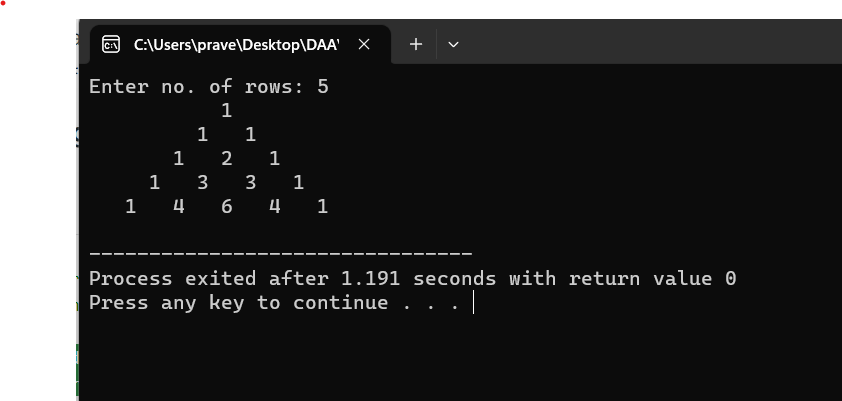 C:\Users\prave\Desktop\DAA'
Enter no. of rows: 5
           1
         1   1
       1   2   1
     1   3   3   1
   1   4   6   4   1
--------------------------------
Process exited after 1.191 seconds with return value 0
Press any key to continue . . .